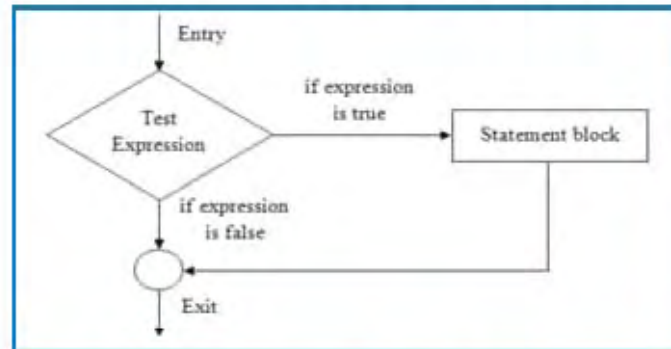 Entry
Test
Expression
if expression
is true
Statement block
if expression
is false
Exit